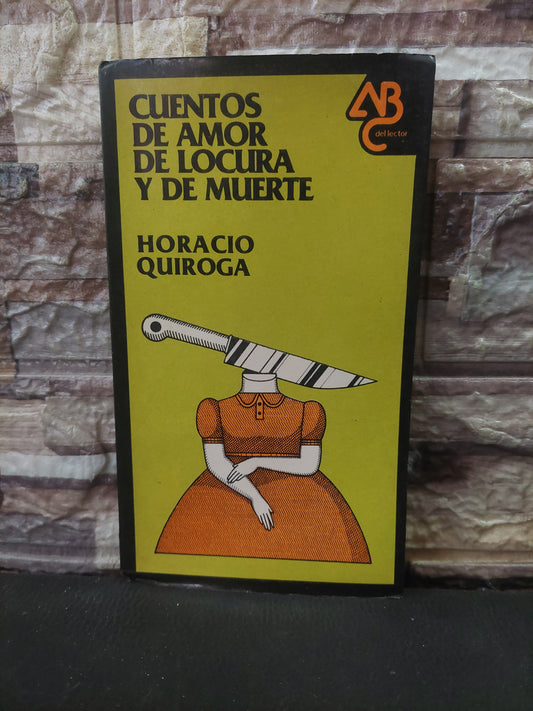 CUENTOS
DE AMOR
DE LOCURA
Y DE MUERTE
ABC
del lector
HORACIO
QUIROGA